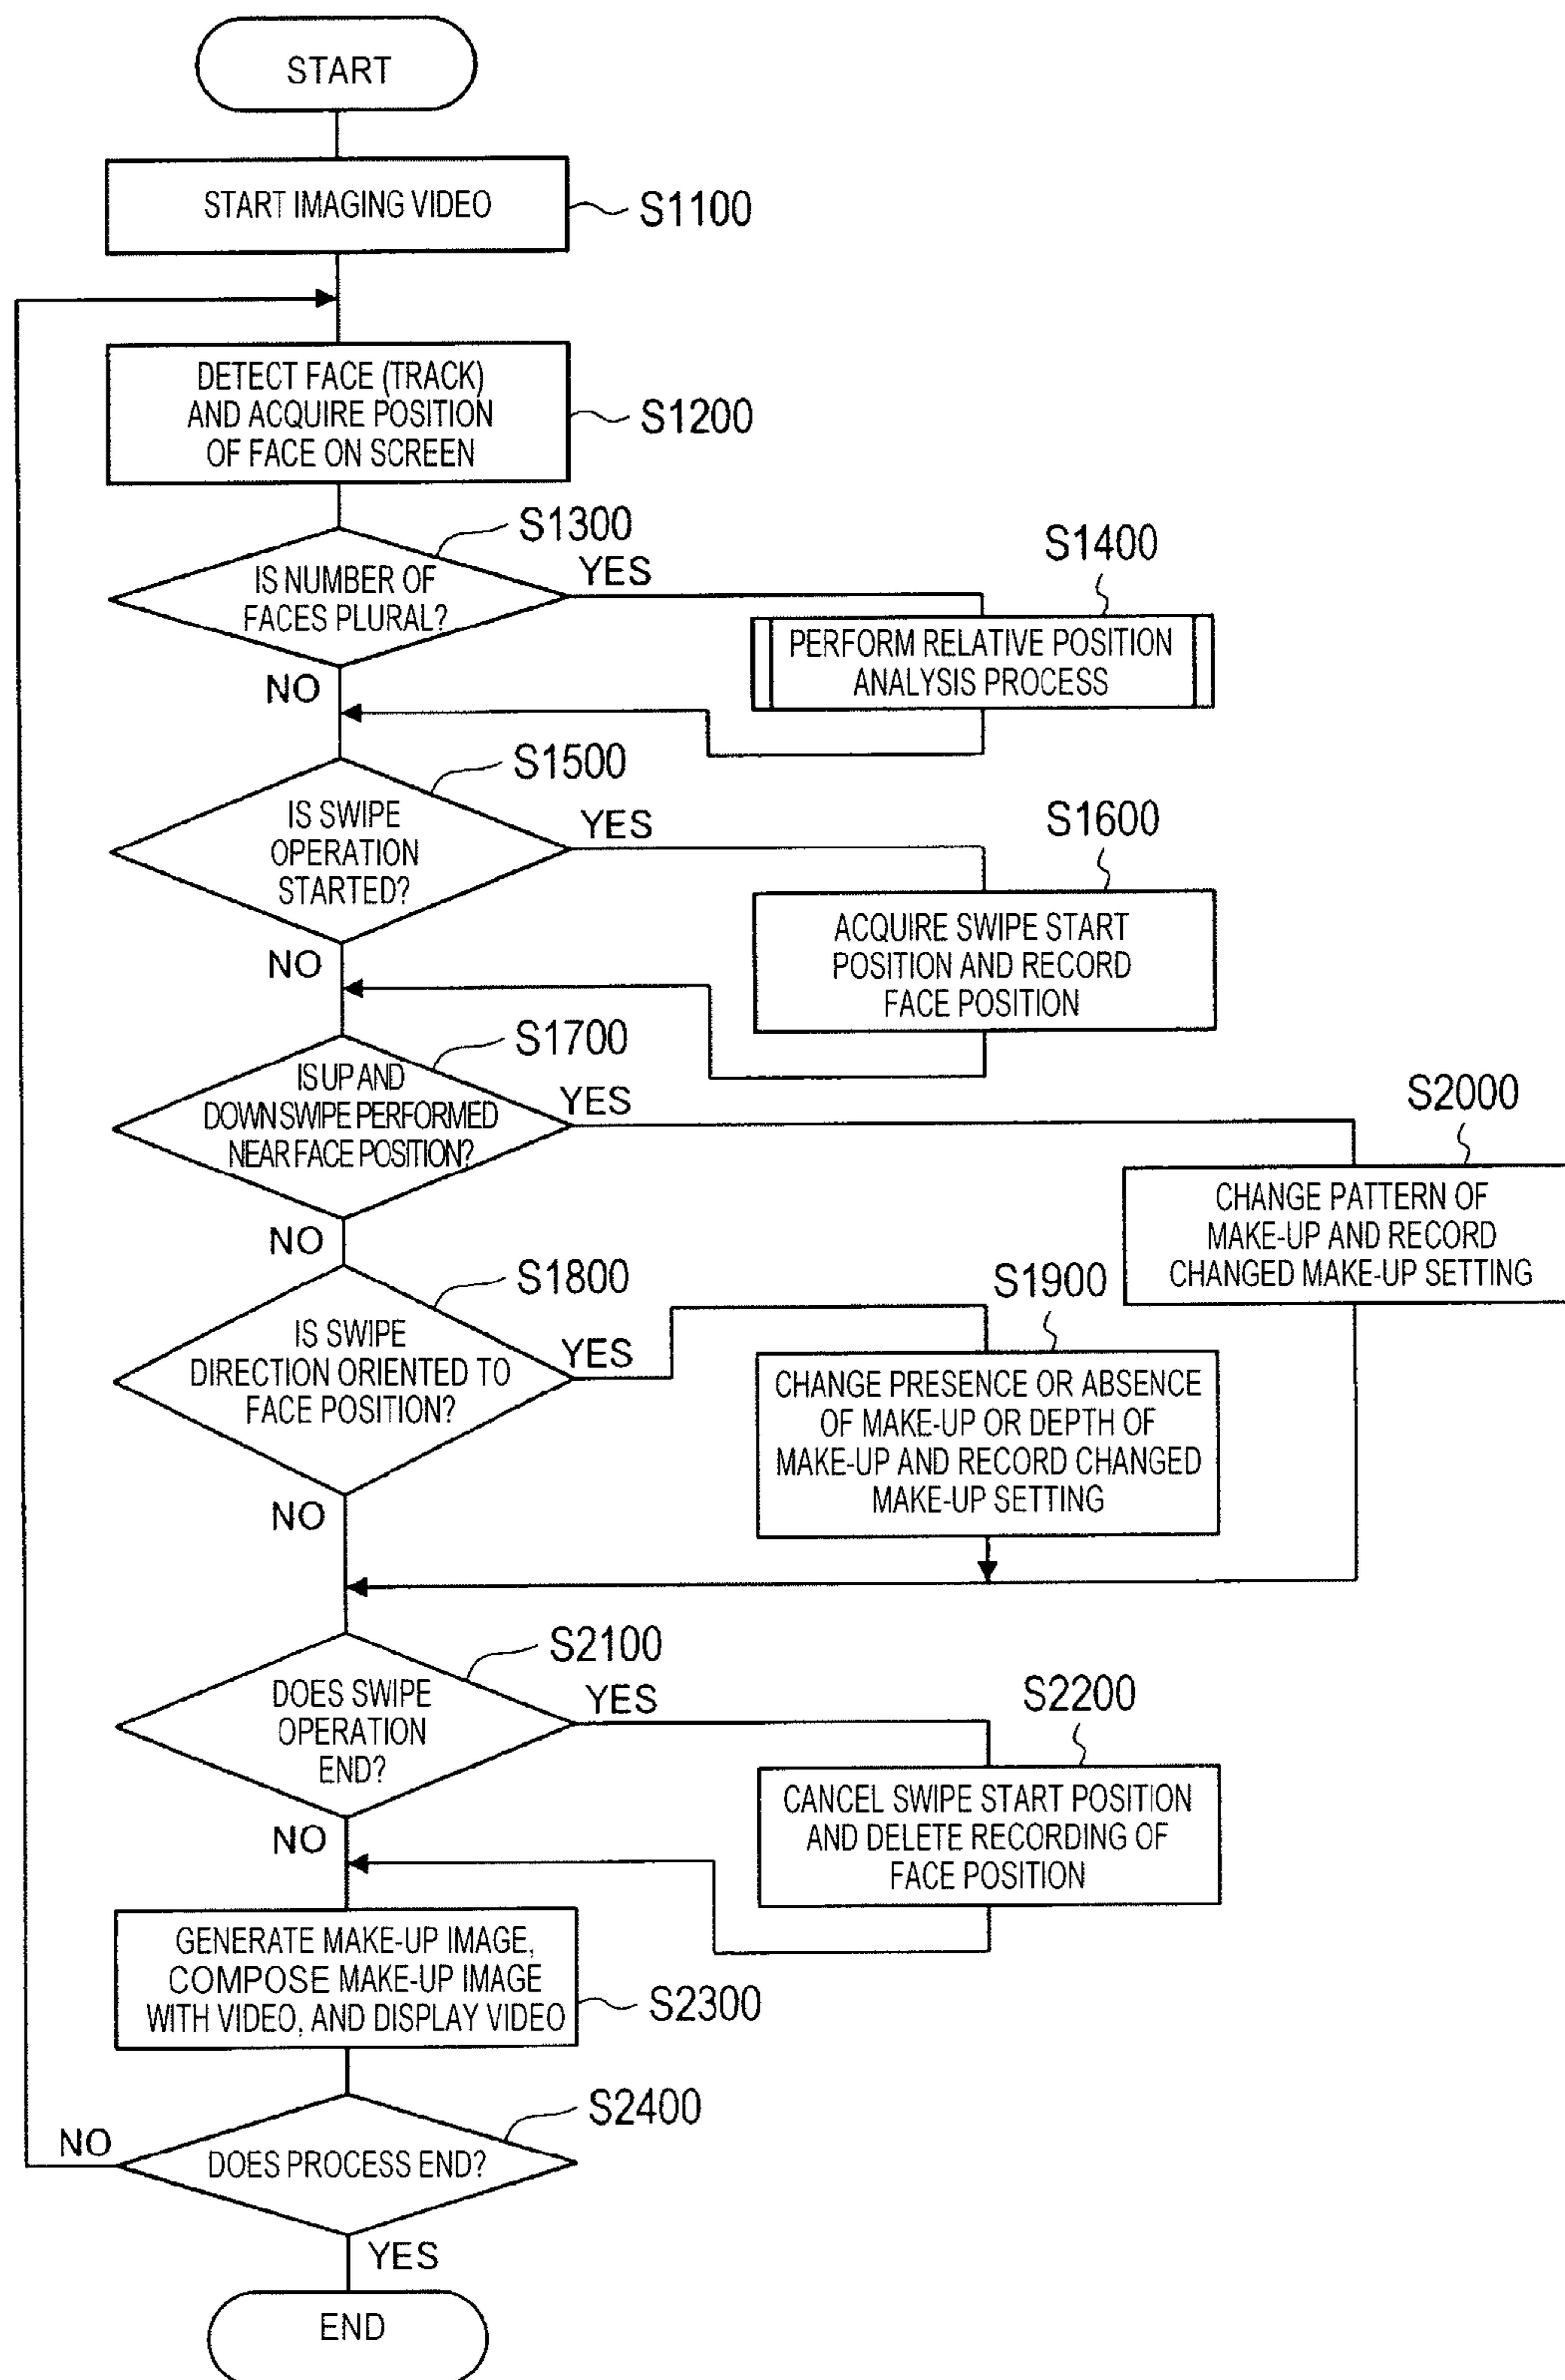 START
START IMAGING VIDEO
S1100
DETECT FACE (TRACK)
AND ACQUIRE POSITION
OF FACE ON SCREEN
S1200
S1300
IS NUMBER OF
FACES PLURAL?
YES
NO
S1400
PERFORM RELATIVE POSITION
ANALYSIS PROCESS
S1500
IS SWIPE
OPERATION
STARTED?
YES
NO
S1600
ACQUIRE SWIPE START
POSITION AND RECORD
FACE POSITION
S1700
IS UP AND
DOWN SWIPE PERFORMED
NEAR FACE POSITION?
YES
NO
S2000
CHANGE PATTERN OF
MAKE-UP AND RECORD
CHANGED MAKE-UP SETTING
S1800
IS SWIPE
DIRECTION ORIENTED TO
FACE POSITION?
YES
NO
S1900
CHANGE PRESENCE OR ABSENCE
OF MAKE-UP OR DEPTH OF
MAKE-UP AND RECORD CHANGED
MAKE-UP SETTING
S2100
DOES SWIPE
OPERATION
END?
YES
NO
S2200
CANCEL SWIPE START POSITION
AND DELETE RECORDING OF
FACE POSITION
GENERATE MAKE-UP IMAGE,
COMPOSE MAKE-UP IMAGE
WITH VIDEO, AND DISPLAY VIDEO
S2300
S2400
DOES PROCESS END?
NO
YES
END